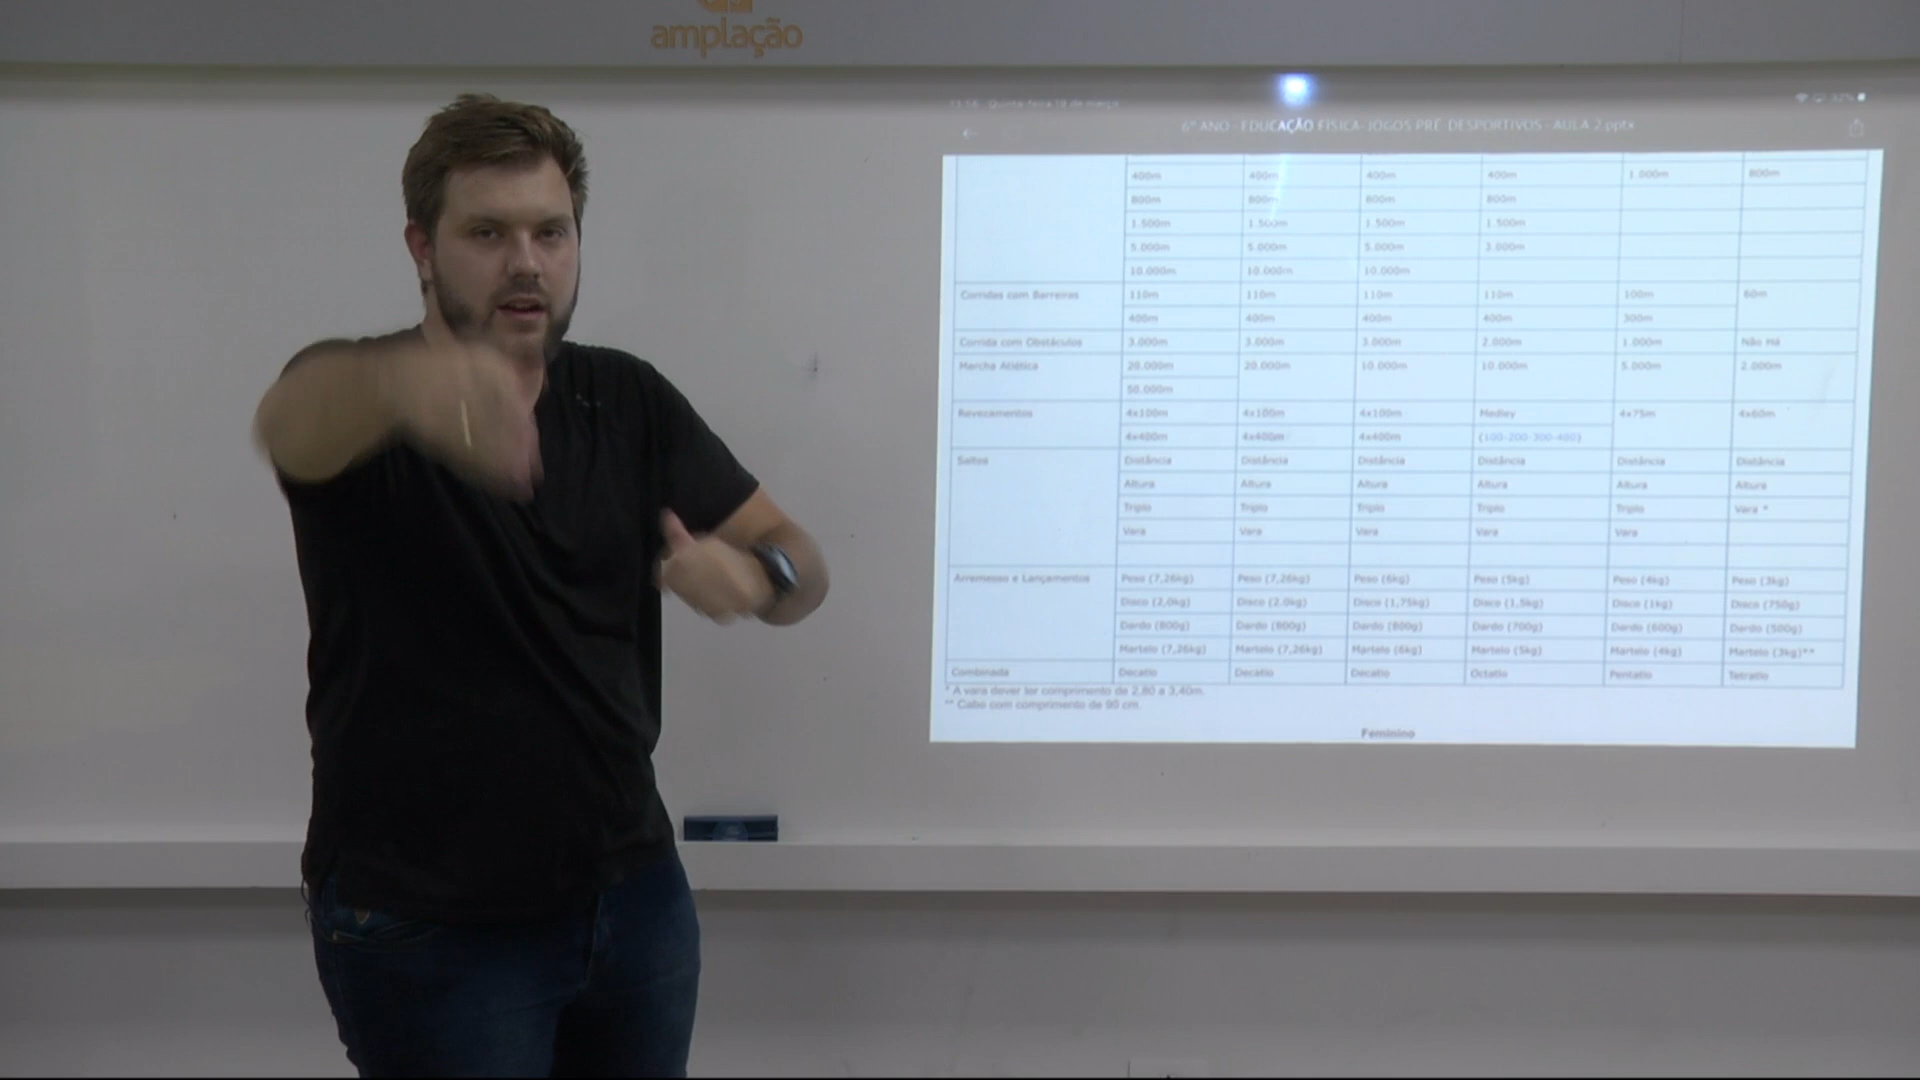 amplação
Quinta-feira 19 de março
6º ANO - EDUCAÇÃO FÍSICA- JOGOS PRÉ DESPORTIVOS - AULA 2.pptx
400m 400m 400m 400m 1.000m 800m
800m 800m 800m 800m
1.500m 1.500m 1.500m 1.500m
5.000m 5.000m 5.000m 3.000m
10.000m 10.000m 10.000m
Corridas com Barreiras 110m 110m 110m 110m 100m 60m
400m 400m 400m 400m 300m
Corrida com Obstáculos 3.000m 3.000m 3.000m 2.000m 1.000m Não Há
Marcha Atlética 20.000m 20.000m 10.000m 10.000m 5.000m 2.000m
50.000m
Revezamentos 4x100m 4x100m 4x100m Medley 4x75m 4x60m
4x400m 4x400m 4x400m (100-200-300-400)
Saltos Distância Distância Distância Distância Distância Distância
Altura Altura Altura Altura Altura Altura
Triplo Triplo Triplo Triplo Triplo Vara *
Vara Vara Vara Vara Vara
Arremesso e Lançamentos Peso (7,26kg) Peso (7,26kg) Peso (6kg) Peso (5kg) Peso (4kg) Peso (3kg)
Disco (2,0kg) Disco (2.0kg) Disco (1,75kg) Disco (1,5kg) Disco (1kg) Disco (750g)
Dardo (800g) Dardo (800g) Dardo (800g) Dardo (700g) Dardo (600g) Dardo (500g)
Martelo (7,26kg) Martelo (7,26kg) Martelo (6kg) Martelo (5kg) Martelo (4kg) Martelo (3kg)**
Combinada Decatlo Decatlo Decatlo Octatlo Pentatlo Tetratlo
* A vara dever ter comprimento de 2,80 a 3,40m.
** Cabo com comprimento de 90 cm.
Feminino